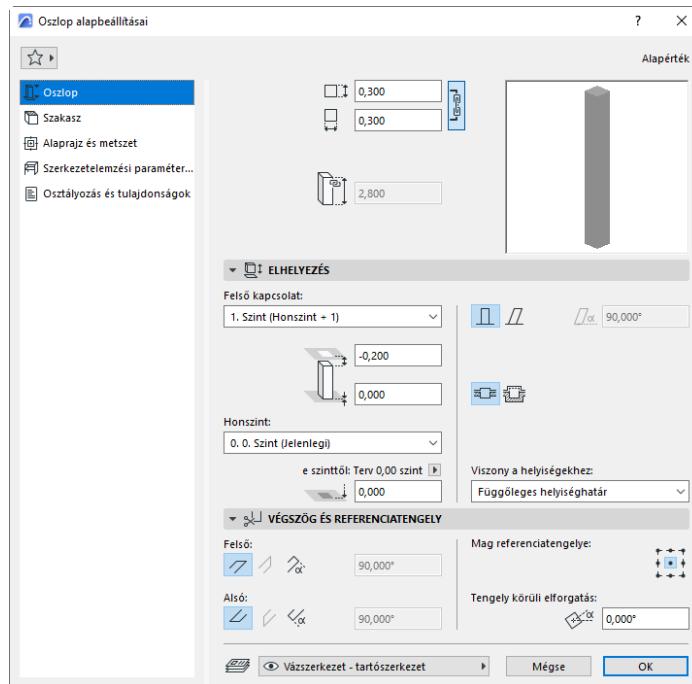 Oszlop alapbeállításai
?
Alapérték
Oszlop
Szakasz
Alaprajz és metszet
Szerkezetelemzési paraméter...
Osztályozás és tulajdonságok
0,300
0,300
2,800
ELHELYEZÉS
Felső kapcsolat:
1. Szint (Honszint + 1)
α 90,000°
-0,200
0,000
Honszint:
0. 0. Szint (Jelenlegi)
e szinttől: Terv 0,00 szint
Viszony a helyiségekhez:
0,000
Függőleges helyiséghatár
VÉGSZÖG ÉS REFERENCIATENGELY
Felső:
Mag referenciatengelye:
α 90,000°
Alsó:
Tengely körüli elforgatás:
α 90,000°
α 0,000°
Vázszerkezet - tartószerkezet
Mégse
OK